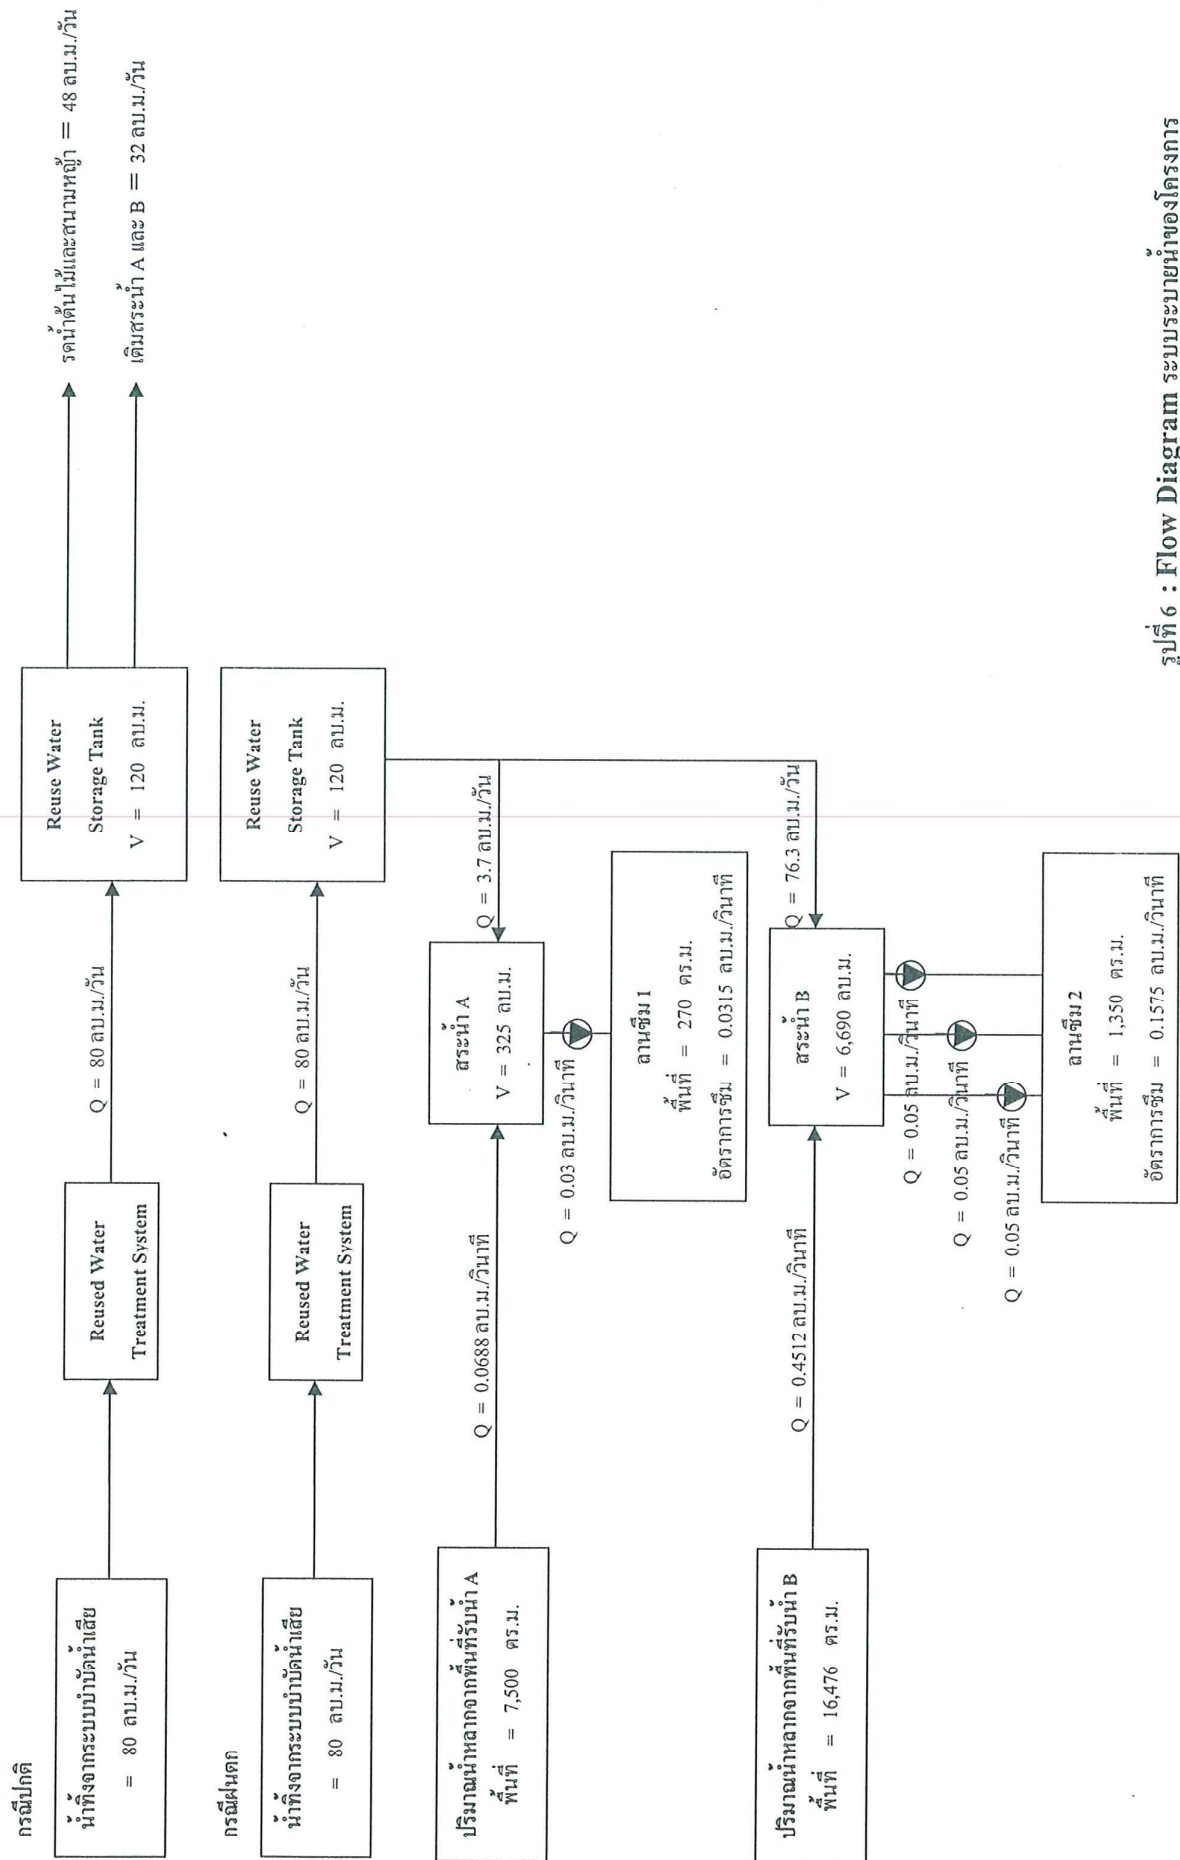 กรณีปกติ
น้ำทิ้งจากระบบบำบัดน้ำเสีย
= 80 ลบ.ม./วัน
Reused Water
Treatment System
Q = 80 ลบ.ม./วัน
Reuse Water
Storage Tank
V = 120 ลบ.ม.
รดน้ำต้นไม้และสนามหญ้า = 48 ลบ.ม./วัน
เติมสระน้ำ A และ B = 32 ลบ.ม./วัน
กรณีฝนตก
น้ำทิ้งจากระบบบำบัดน้ำเสีย
= 80 ลบ.ม./วัน
Reused Water
Treatment System
Q = 80 ลบ.ม./วัน
Reuse Water
Storage Tank
V = 120 ลบ.ม.
ปริมาณน้ำหลากจากพื้นที่รับน้ำ A
พื้นที่ = 7,500 ตร.ม.
Q = 0.0688 ลบ.ม./วินาที
สระน้ำ A
V = 325 ลบ.ม.
Q = 3.7 ลบ.ม./วัน
Q = 0.03 ลบ.ม./วินาที
ลานซึม 1
พื้นที่ = 270 ตร.ม.
อัตราการซึม = 0.0315 ลบ.ม./วินาที
ปริมาณน้ำหลากจากพื้นที่รับน้ำ B
พื้นที่ = 16,476 ตร.ม.
Q = 0.4512 ลบ.ม./วินาที
สระน้ำ B
V = 6,690 ลบ.ม.
Q = 76.3 ลบ.ม./วัน
Q = 0.05 ลบ.ม./วินาที
Q = 0.05 ลบ.ม./วินาที
Q = 0.05 ลบ.ม./วินาที
ลานซึม 2
พื้นที่ = 1,350 ตร.ม.
อัตราการซึม = 0.1575 ลบ.ม./วินาที
รูปที่ 6 : Flow Diagram ระบบระบายน้ำของโครงการ